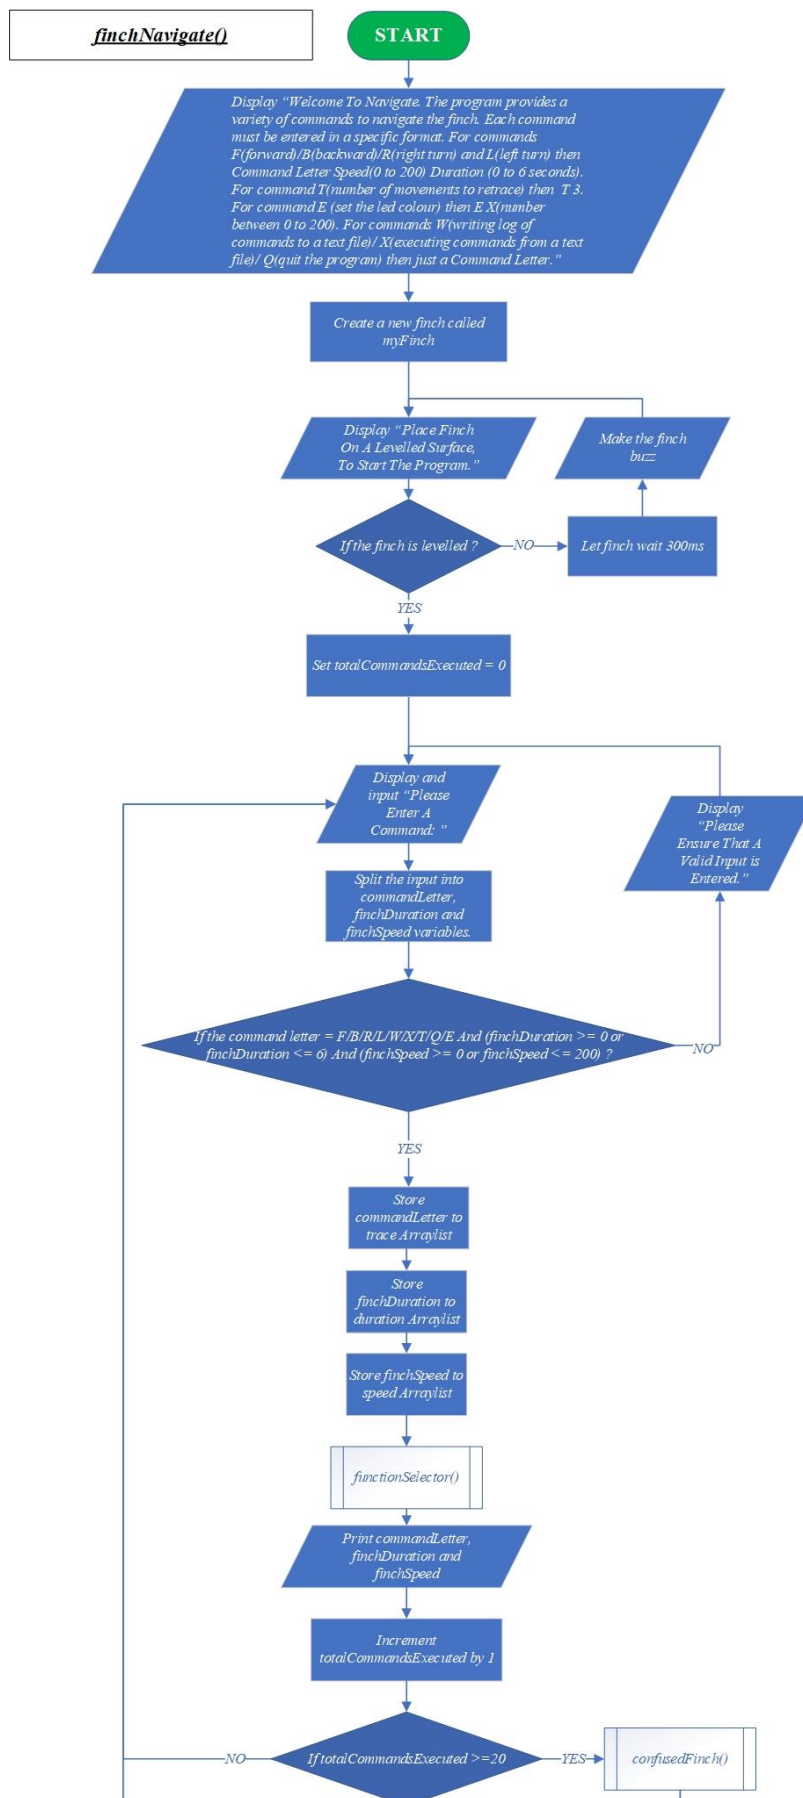 finchNavigate()
START
Display “Welcome To Navigate. The program provides a
variety of commands to navigate the finch. Each command
must be entered in a specific format. For commands
F(forward)/B(backward)/R(right turn) and L(left turn) then
Command Letter Speed(0 to 200) Duration (0 to 6 seconds).
For command T(number of movements to retrace) then T 3.
For command E (set the led colour) then E X(number
between 0 to 200). For commands W(writing log of
commands to a text file)/ X(executing commands from a text
file)/ Q(quit the program) then just a Command Letter.”
Create a new finch called
myFinch
Display “Place Finch
On A Levelled Surface,
To Start The Program.”
Make the finch
buzz
If the finch is levelled ?
NO
Let finch wait 300ms
YES
Set totalCommandsExecuted = 0
Display and
input “Please
Enter A
Command: ”
Display
“Please
Ensure That A
Valid Input is
Entered.”
Split the input into
commandLetter,
finchDuration and
finchSpeed variables.
If the command letter = F/B/R/L/W/X/T/Q/E And (finchDuration >= 0 or
finchDuration <= 6) And (finchSpeed >= 0 or finchSpeed <= 200) ?
NO
YES
Store
commandLetter to
trace Arraylist
Store
finchDuration to
duration Arraylist
Store finchSpeed to
speed Arraylist
functionSelector()
Print commandLetter,
finchDuration and
finchSpeed
Increment
totalCommandsExecuted by 1
NO
If totalCommandsExecuted >=20
YES
confusedFinch()